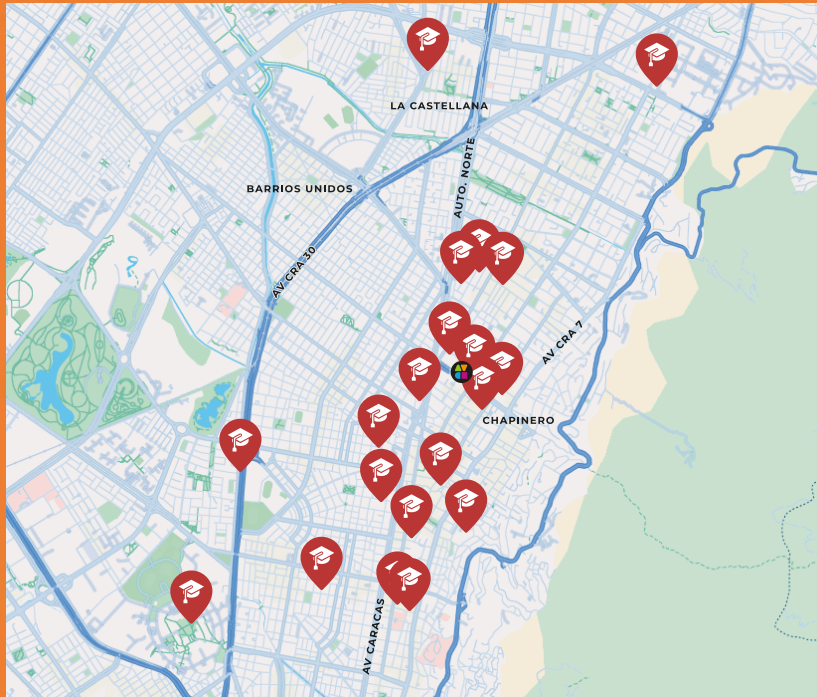 LA CASTELLANA
AUTO. NORTE
BARRIOS UNIDOS
AV CRA 30
AV CRA 7
CHAPINERO
AV CARACAS